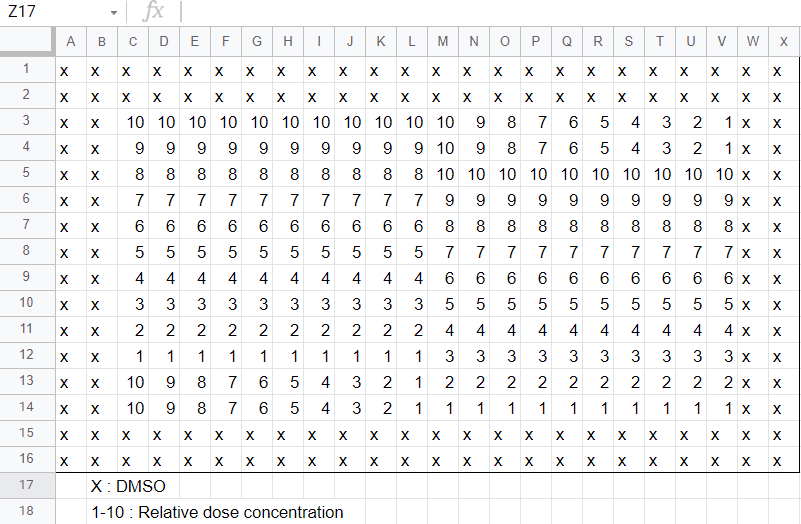 Z17 fx
A B C D E F G H I J K L M N O P Q R S T U V W X
1 x x x x x x x x x x x x x x x x x x x x x x x x
2 x x x x x x x x x x x x x x x x x x x x x x x x
3 x x 10 10 10 10 10 10 10 10 10 10 10 9 8 7 6 5 4 3 2 1 x x
4 x x 9 9 9 9 9 9 9 9 9 9 10 9 8 7 6 5 4 3 2 1 x x
5 x x 8 8 8 8 8 8 8 8 8 8 10 10 10 10 10 10 10 10 10 10 x x
6 x x 7 7 7 7 7 7 7 7 7 7 9 9 9 9 9 9 9 9 9 9 x x
7 x x 6 6 6 6 6 6 6 6 6 6 8 8 8 8 8 8 8 8 8 8 x x
8 x x 5 5 5 5 5 5 5 5 5 5 7 7 7 7 7 7 7 7 7 7 x x
9 x x 4 4 4 4 4 4 4 4 4 4 6 6 6 6 6 6 6 6 6 6 x x
10 x x 3 3 3 3 3 3 3 3 3 3 5 5 5 5 5 5 5 5 5 5 x x
11 x x 2 2 2 2 2 2 2 2 2 2 4 4 4 4 4 4 4 4 4 4 x x
12 x x 1 1 1 1 1 1 1 1 1 1 3 3 3 3 3 3 3 3 3 3 x x
13 x x 10 9 8 7 6 5 4 3 2 1 2 2 2 2 2 2 2 2 2 2 x x
14 x x 10 9 8 7 6 5 4 3 2 1 1 1 1 1 1 1 1 1 1 1 x x
15 x x x x x x x x x x x x x x x x x x x x x x x x
16 x x x x x x x x x x x x x x x x x x x x x x x x
17 X : DMSO
18 1-10 : Relative dose concentration